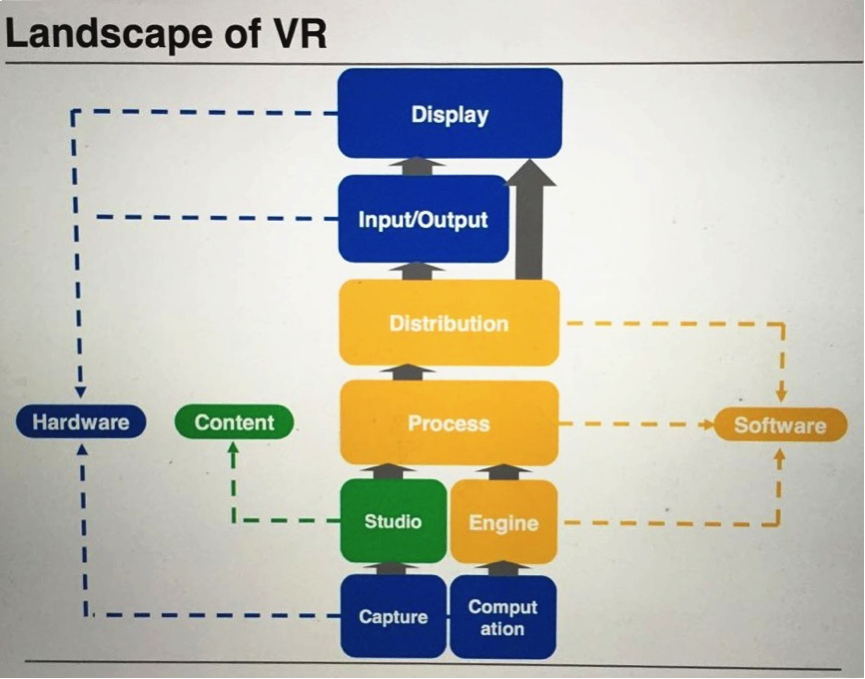 Landscape of VR
Display
Input/Output
Distribution
Hardware
Content
Process
Software
Studio
Engine
Capture
Comput
ation